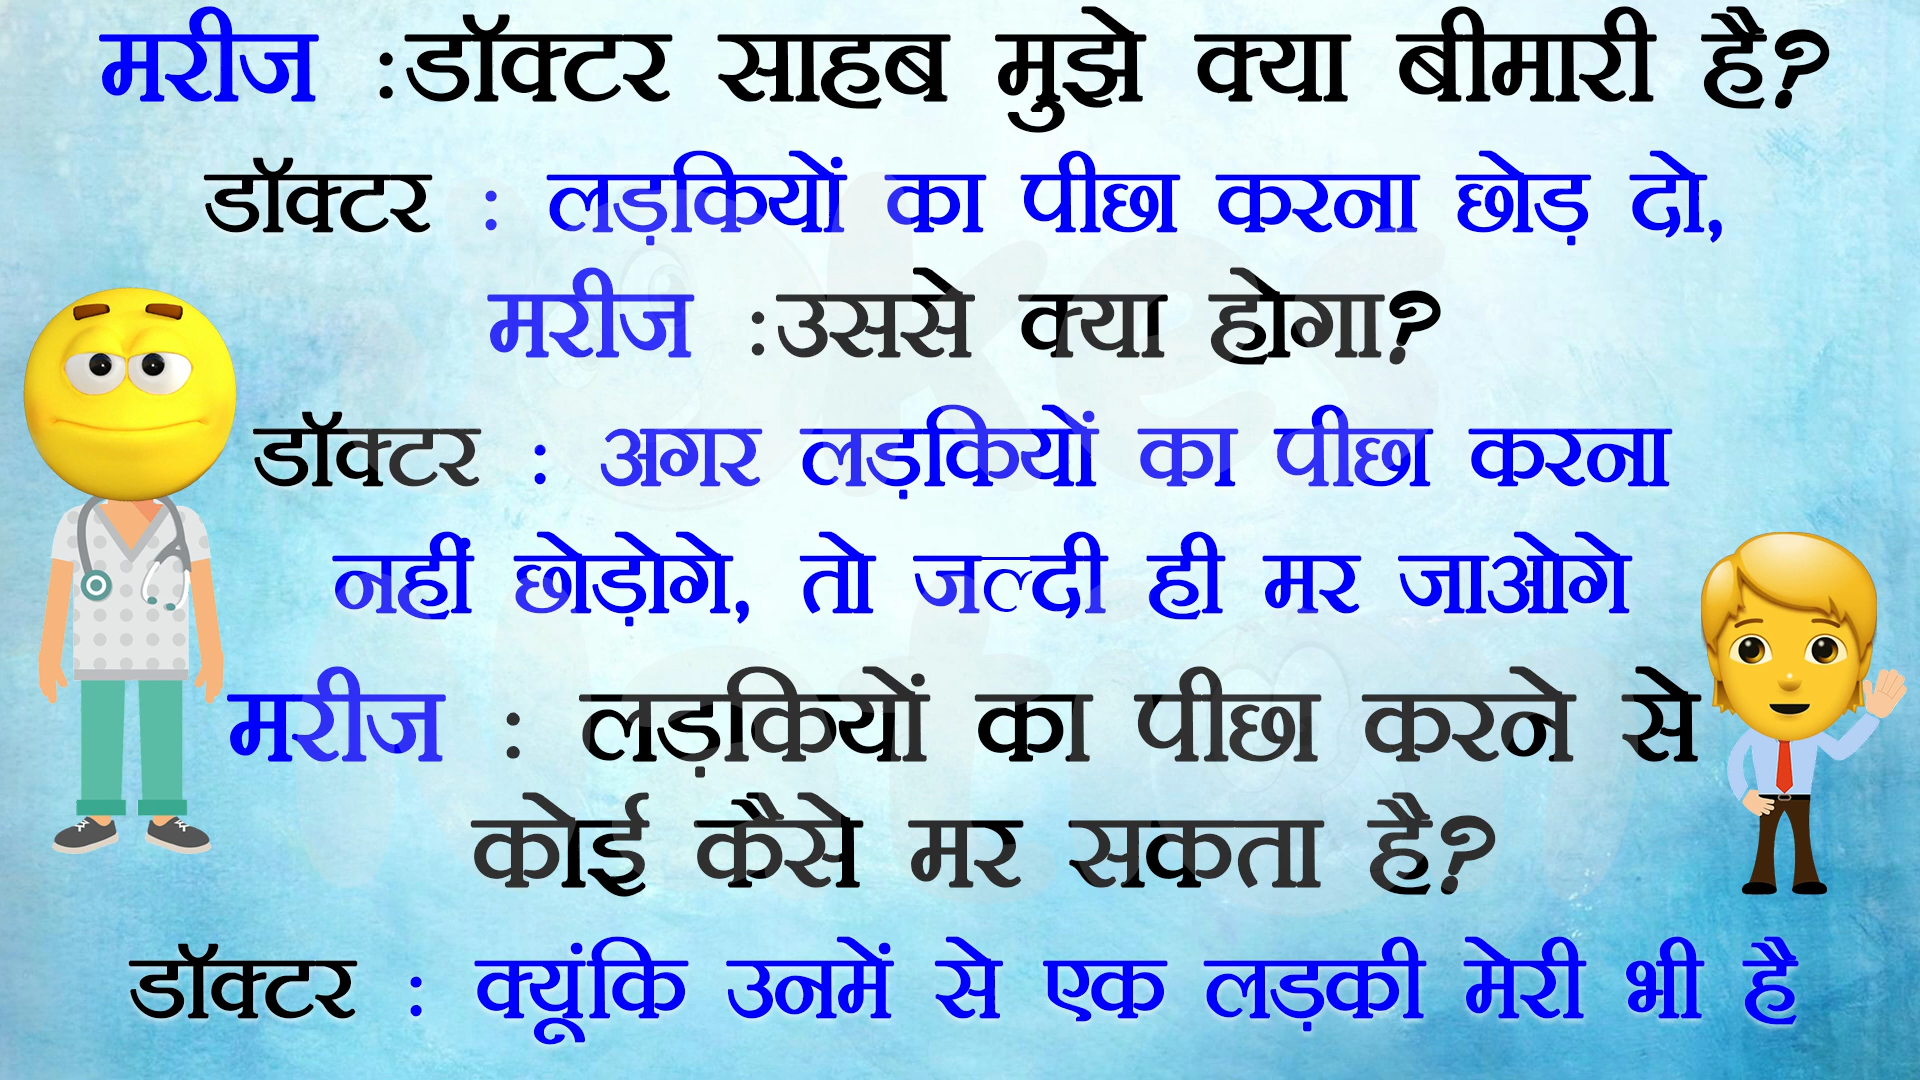 मरीज :डॉक्टर साहब मुझे क्या बीमारी है?
डॉक्टर : लड़कियों का पीछा करना छोड़ दो,
मरीज :उससे क्या होगा?
डॉक्टर : अगर लड़कियों का पीछा करना
नहीं छोड़ोगे, तो जल्दी ही मर जाओगे
मरीज : लड़कियों का पीछा करने से
कोई कैसे मर सकता है?
डॉक्टर : क्यूंकि उनमें से एक लड़की मेरी भी है